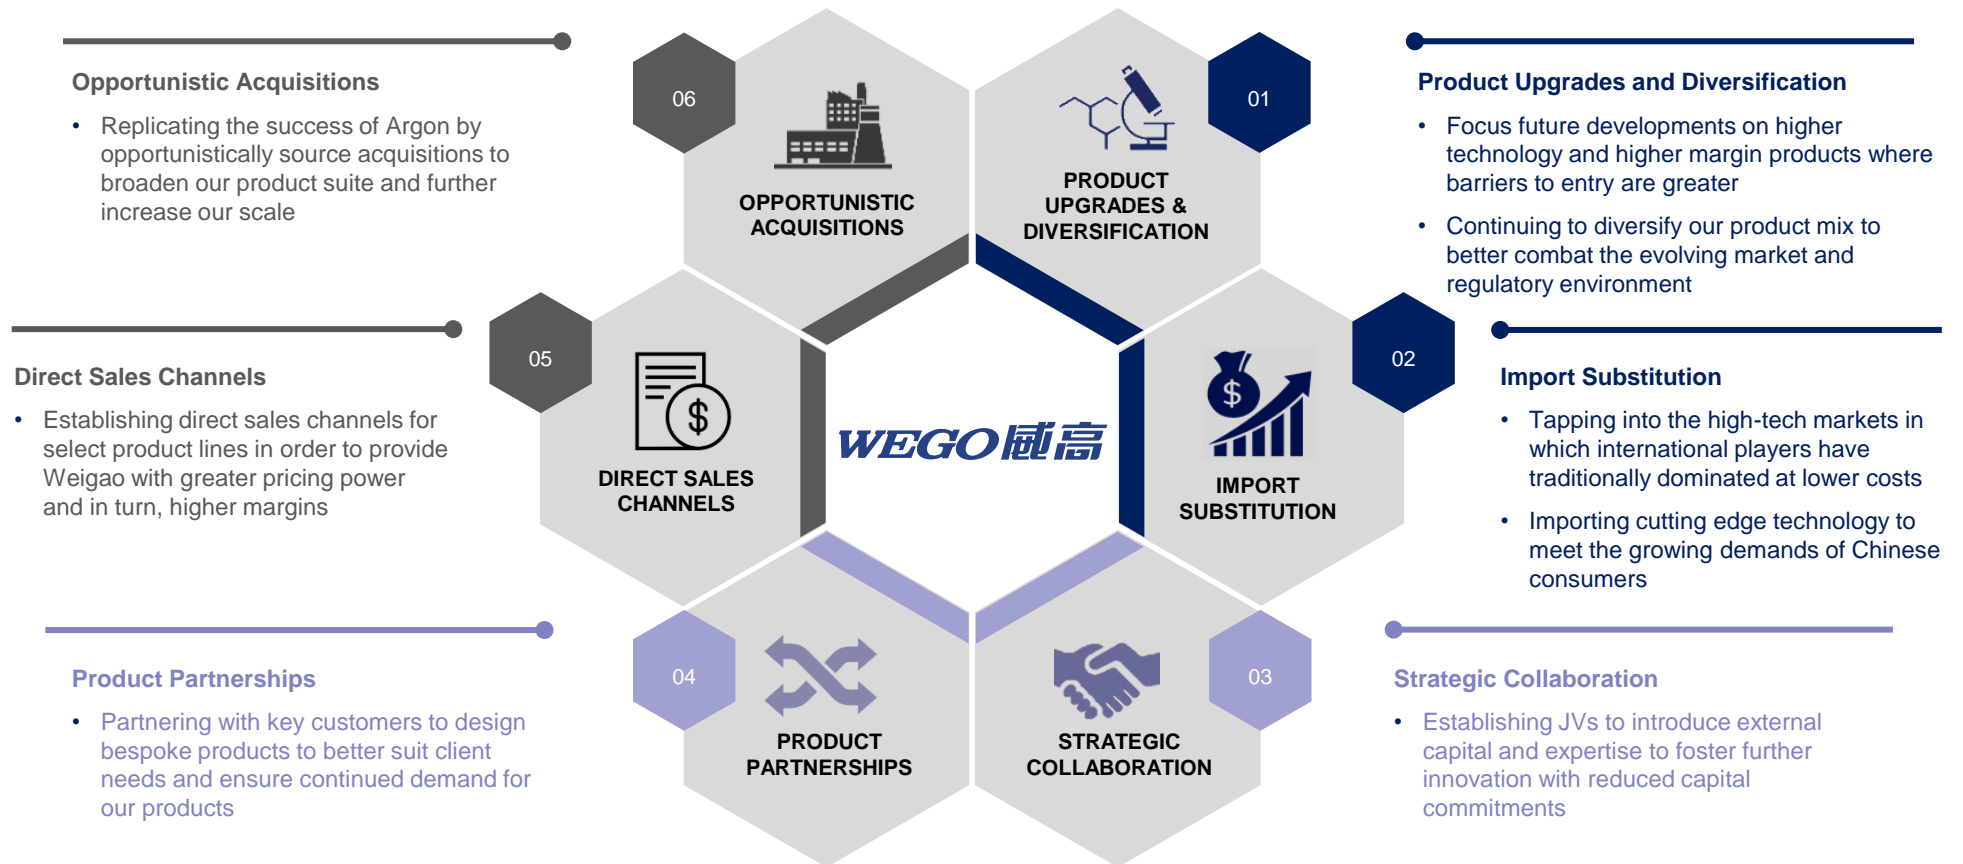 Opportunistic Acquisitions
• Replicating the success of Argon by
opportunistically source acquisitions to
broaden our product suite and further
increase our scale
Direct Sales Channels
• Establishing direct sales channels for
select product lines in order to provide
Weigao with greater pricing power
and in turn, higher margins
Product Partnerships
• Partnering with key customers to design
bespoke products to better suit client
needs and ensure continued demand for
our products
06
OPPORTUNISTIC
ACQUISITIONS
01
PRODUCT
UPGRADES &
DIVERSIFICATION
05
DIRECT SALES
CHANNELS
WEGO威高
02
IMPORT
SUBSTITUTION
04
PRODUCT
PARTNERSHIPS
03
STRATEGIC
COLLABORATION
Product Upgrades and Diversification
• Focus future developments on higher
technology and higher margin products where
barriers to entry are greater
• Continuing to diversify our product mix to
better combat the evolving market and
regulatory environment
Import Substitution
• Tapping into the high-tech markets in
which international players have
traditionally dominated at lower costs
• Importing cutting edge technology to
meet the growing demands of Chinese
consumers
Strategic Collaboration
• Establishing JVs to introduce external
capital and expertise to foster further
innovation with reduced capital
commitments